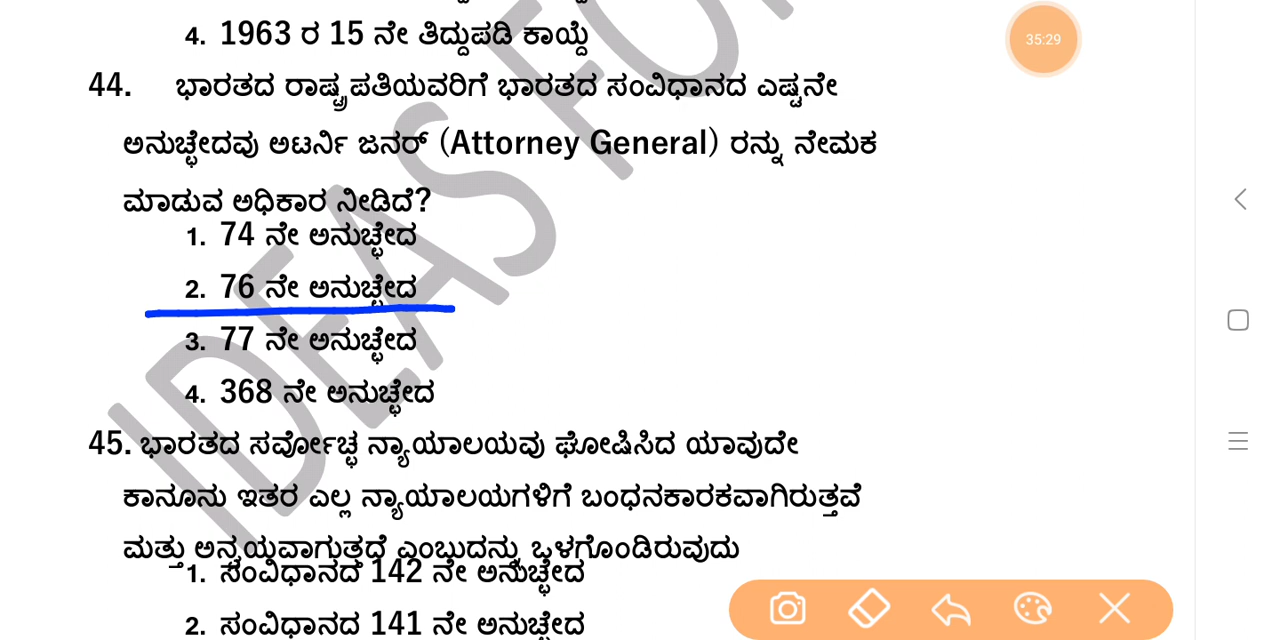 4. 1963 ರ 15 ನೇ ತಿದ್ದುಪಡಿ ಕಾಯ್ದೆ
35:29
44. ಭಾರತದ ರಾಷ್ಟ್ರಪತಿಯವರಿಗೆ ಭಾರತದ ಸಂವಿಧಾನದ ಎಷ್ಟನೇ
ಅನುಚ್ಛೇದವು ಅಟರ್ನಿ ಜನರ್ (Attorney General) ರನ್ನು ನೇಮಕ
ಮಾಡುವ ಅಧಿಕಾರ ನೀಡಿದೆ?
1. 74 ನೇ ಅನುಚ್ಛೇದ
2. 76 ನೇ ಅನುಚ್ಛೇದ
3. 77 ನೇ ಅನುಚ್ಛೇದ
4. 368 ನೇ ಅನುಚ್ಛೇದ
45. ಭಾರತದ ಸರ್ವೋಚ್ಛ ನ್ಯಾಯಾಲಯವು ಘೋಷಿಸಿದ ಯಾವುದೇ
ಕಾನೂನು ಇತರ ಎಲ್ಲ ನ್ಯಾಯಾಲಯಗಳಿಗೆ ಬಂಧನಕಾರಕವಾಗಿರುತ್ತವೆ
ಮತ್ತು ಅನ್ವಯವಾಗುತ್ತದೆ ಎಂಬುದನ್ನು ಒಳಗೊಂಡಿರುವುದು
1. ಸಂವಿಧಾನದ 142 ನೇ ಅನುಚ್ಛೇದ
2. ಸಂವಿಧಾನದ 141 ನೇ ಅನುಚ್ಛೇದ
IDEAS FO